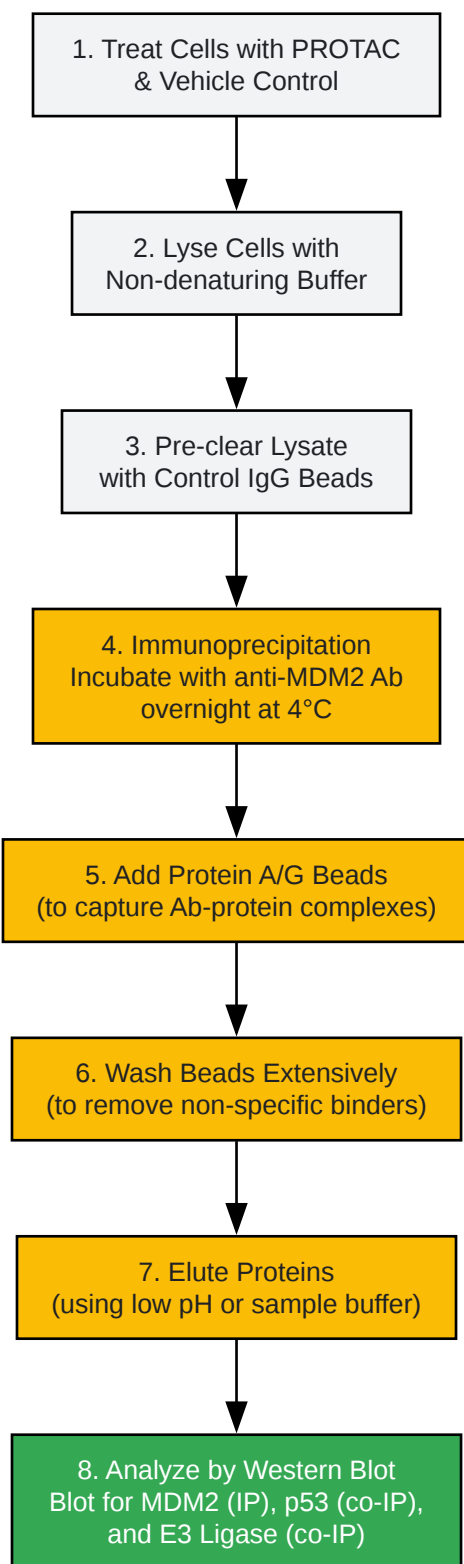 1. Treat Cells with PROTAC
& Vehicle Control
2. Lyse Cells with
Non-denaturing Buffer
3. Pre-clear Lysate
with Control IgG Beads
4. Immunoprecipitation
Incubate with anti-MDM2 Ab
overnight at 4°C
5. Add Protein A/G Beads
(to capture Ab-protein complexes)
6. Wash Beads Extensively
(to remove non-specific binders)
7. Elute Proteins
(using low pH or sample buffer)
8. Analyze by Western Blot
Blot for MDM2 (IP), p53 (co-IP),
and E3 Ligase (co-IP)